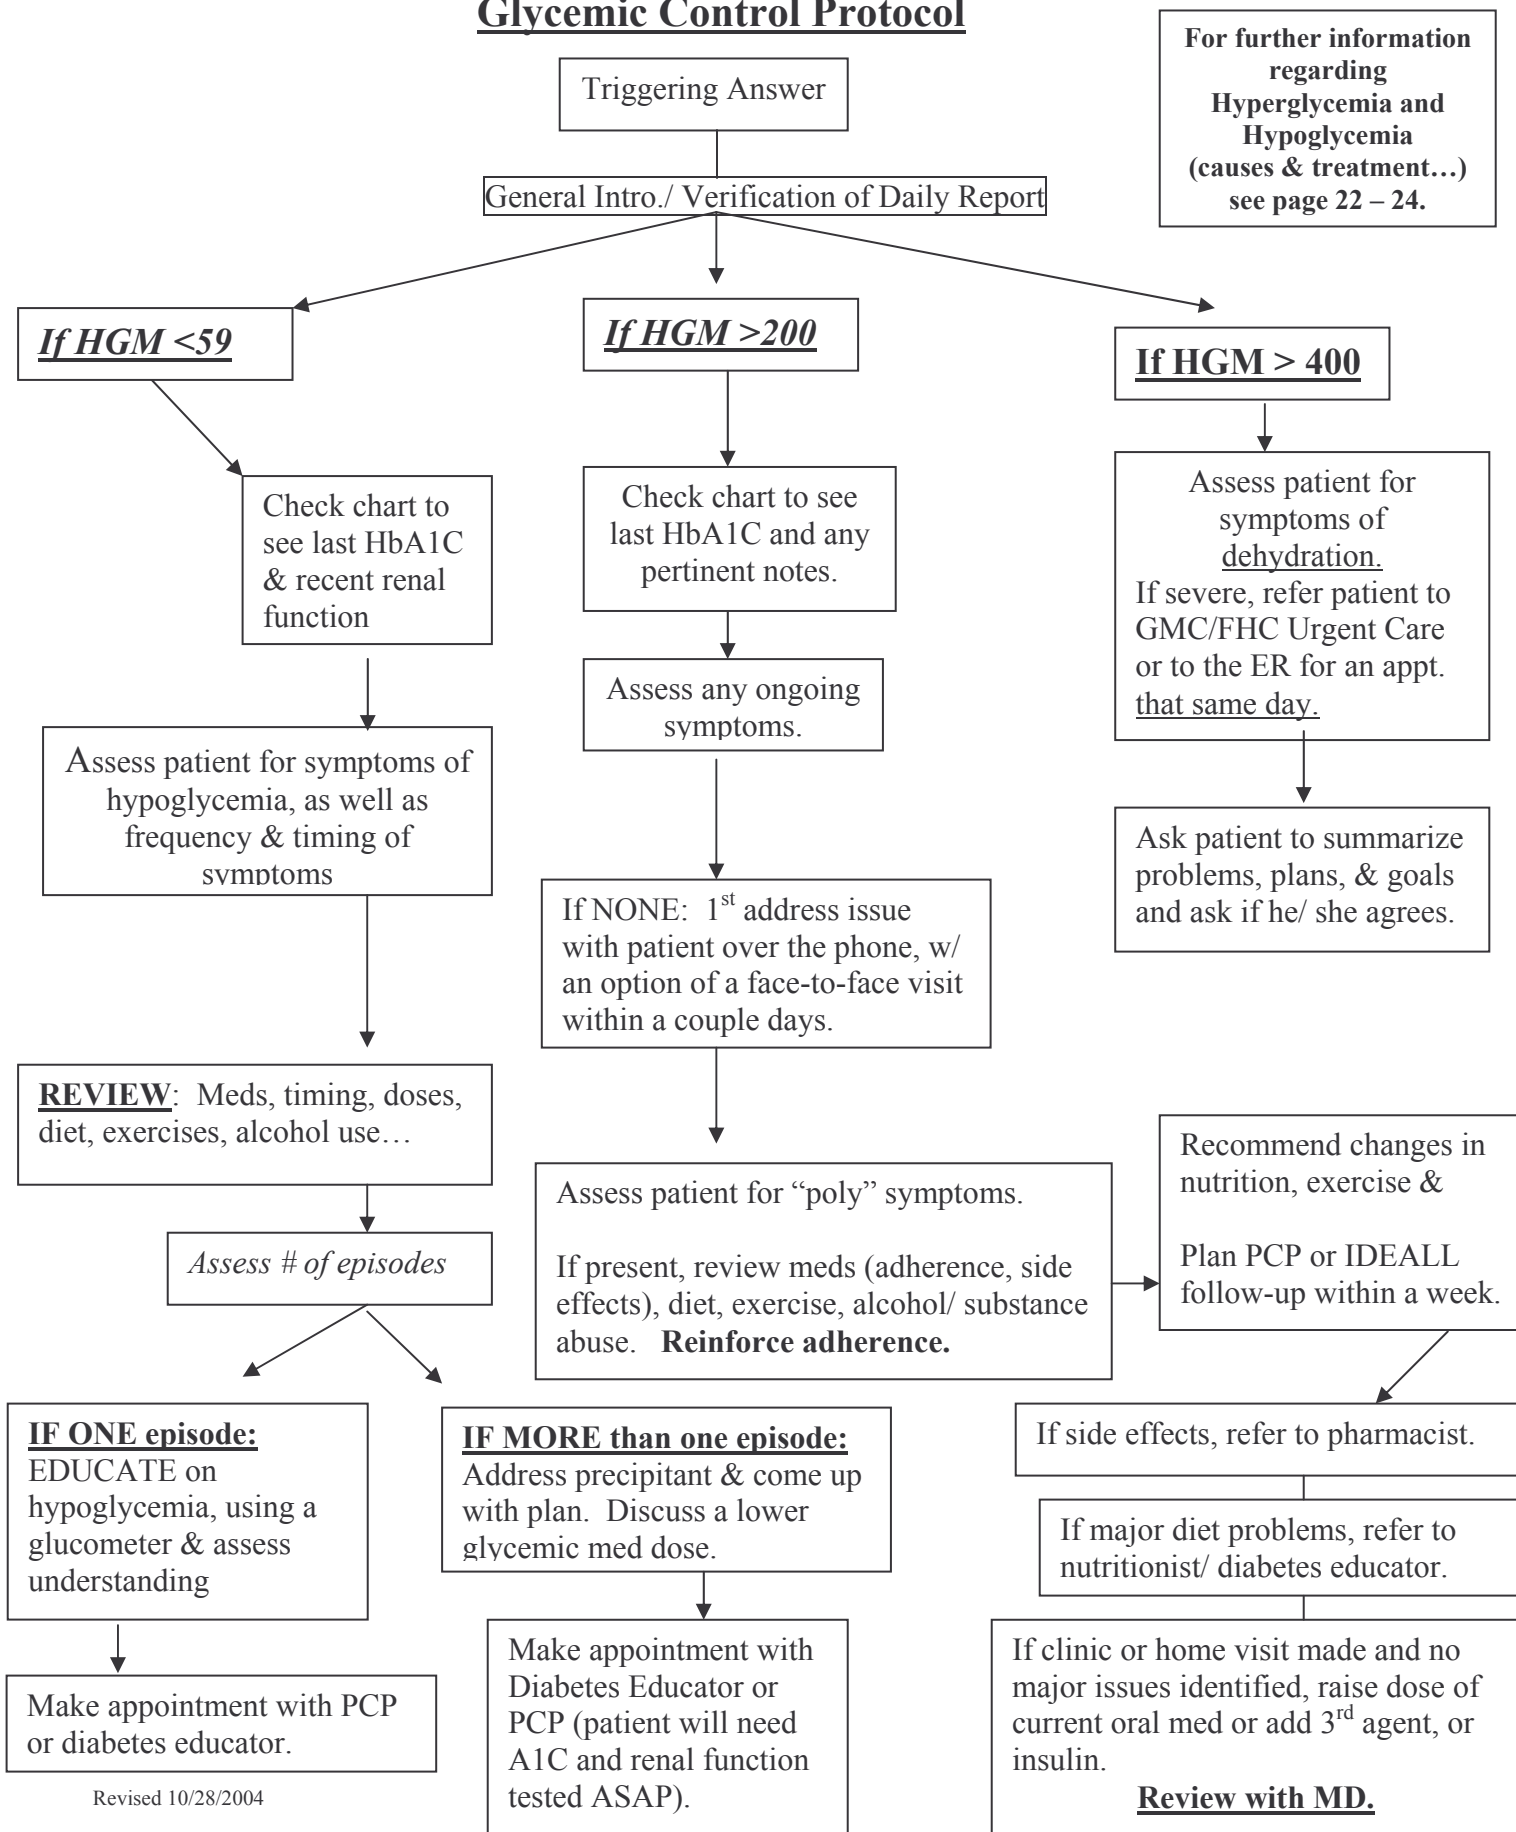 Glycemic Control Protocol
For further information
regarding
Hyperglycemia and
Hypoglycemia
(causes & treatment…)
see page 22 – 24.
Triggering Answer
General Intro./ Verification of Daily Report
If HGM <59
If HGM >200
If HGM > 400
Check chart to
see last HbA1C
& recent renal
function
Check chart to see
last HbA1C and any
pertinent notes.
Assess patient for
symptoms of
dehydration.
If severe, refer patient to
GMC/FHC Urgent Care
or to the ER for an appt.
that same day.
Assess any ongoing
symptoms.
Assess patient for symptoms of
hypoglycemia, as well as
frequency & timing of
symptoms
Ask patient to summarize
problems, plans, & goals
and ask if he/ she agrees.
If NONE: 1st address issue
with patient over the phone, w/
an option of a face-to-face visit
within a couple days.
REVIEW: Meds, timing, doses,
diet, exercises, alcohol use…
Assess # of episodes
Assess patient for “poly” symptoms.
If present, review meds (adherence, side
effects), diet, exercise, alcohol/ substance
abuse. Reinforce adherence.
Recommend changes in
nutrition, exercise &
Plan PCP or IDEALL
follow-up within a week.
IF ONE episode:
EDUCATE on
hypoglycemia, using a
glucometer & assess
understanding
IF MORE than one episode:
Address precipitant & come up
with plan. Discuss a lower
glycemic med dose.
If side effects, refer to pharmacist.
If major diet problems, refer to
nutritionist/ diabetes educator.
Make appointment with PCP
or diabetes educator.
Make appointment with
Diabetes Educator or
PCP (patient will need
A1C and renal function
tested ASAP).
If clinic or home visit made and no
major issues identified, raise dose of
current oral med or add 3rd agent, or
insulin.
Review with MD.
Revised 10/28/2004